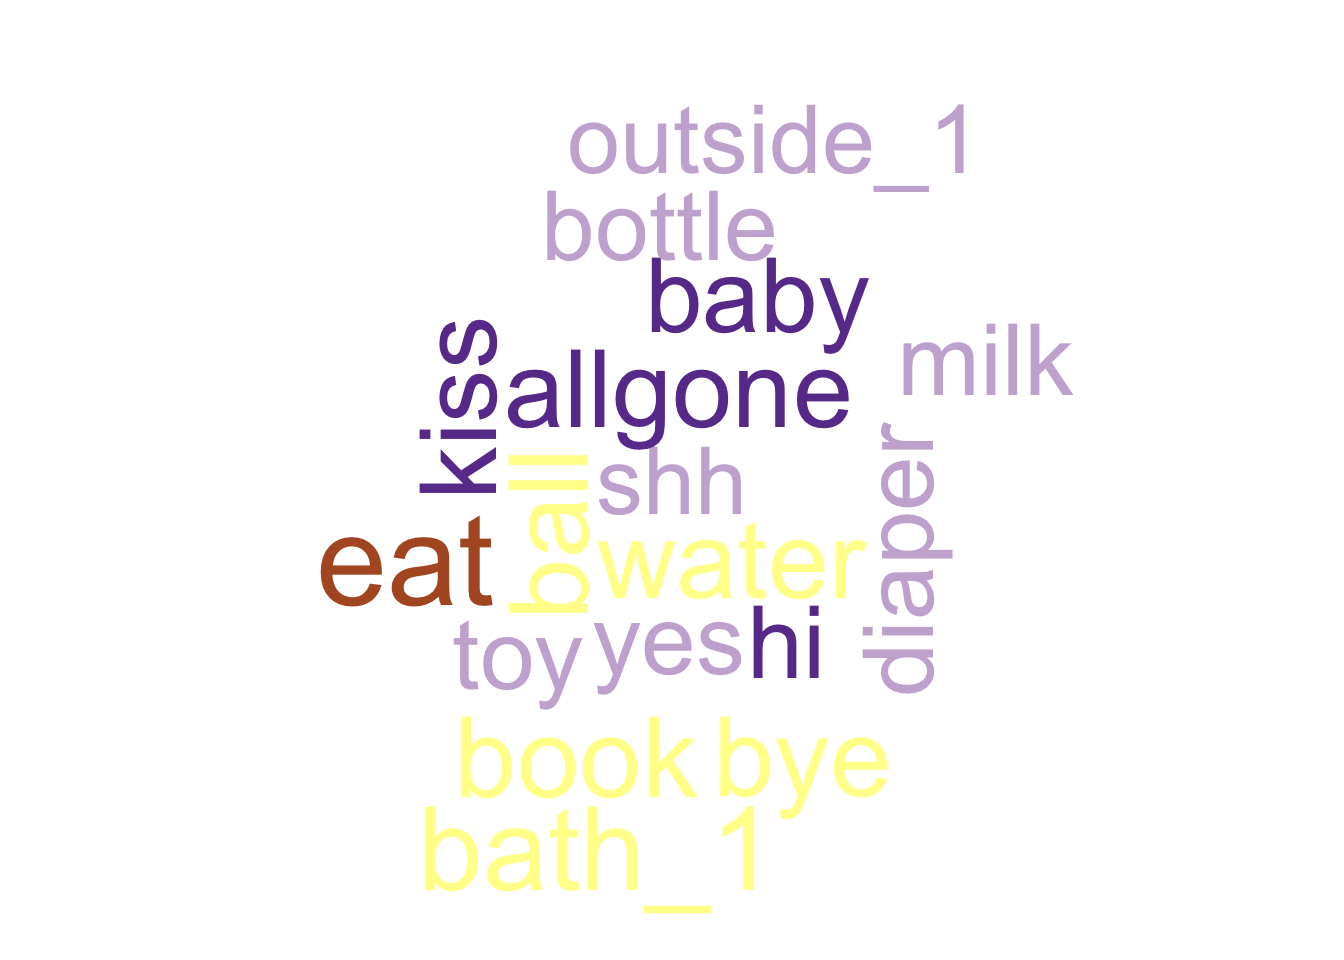 outside_1
bottle
baby
milk
kiss
allgone
shh
diaper
ball
eat
water
toy
yes
hi
book
bye
bath_1